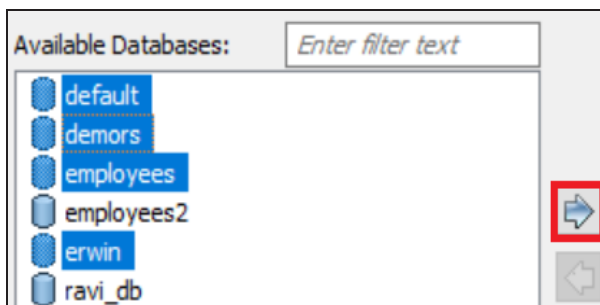 Available Databases: Enter filter text
default
demors
employees
employees2
erwin
ravi_db